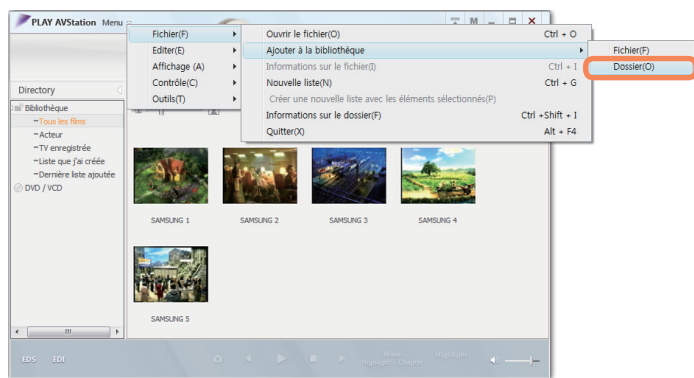 PLAY AVStation Menu
Fichier(F)
Editer(E)
Affichage (A)
Contrôle(C)
Outils(T)
Ouvrir le fichier(O) Ctrl + O
Ajouter à la bibliothèque
Informations sur le fichier(I) Ctrl + I
Nouvelle liste(N) Ctrl + G
Créer une nouvelle liste avec les éléments sélectionnés(P)
Informations sur le dossier(F) Ctrl +Shift + I
Quitter(X) Alt + F4
Fichier(F)
Dossier(O)
Directory
Bibliothèque
Tous les films
Acteur
TV enregistrée
Liste que j'ai créée
Dernière liste ajoutée
DVD / VCD
SAMSUNG 1 SAMSUNG 2 SAMSUNG 3 SAMSUNG 4
SAMSUNG 5
EDS EDI
Highlight / Chapter Highlight